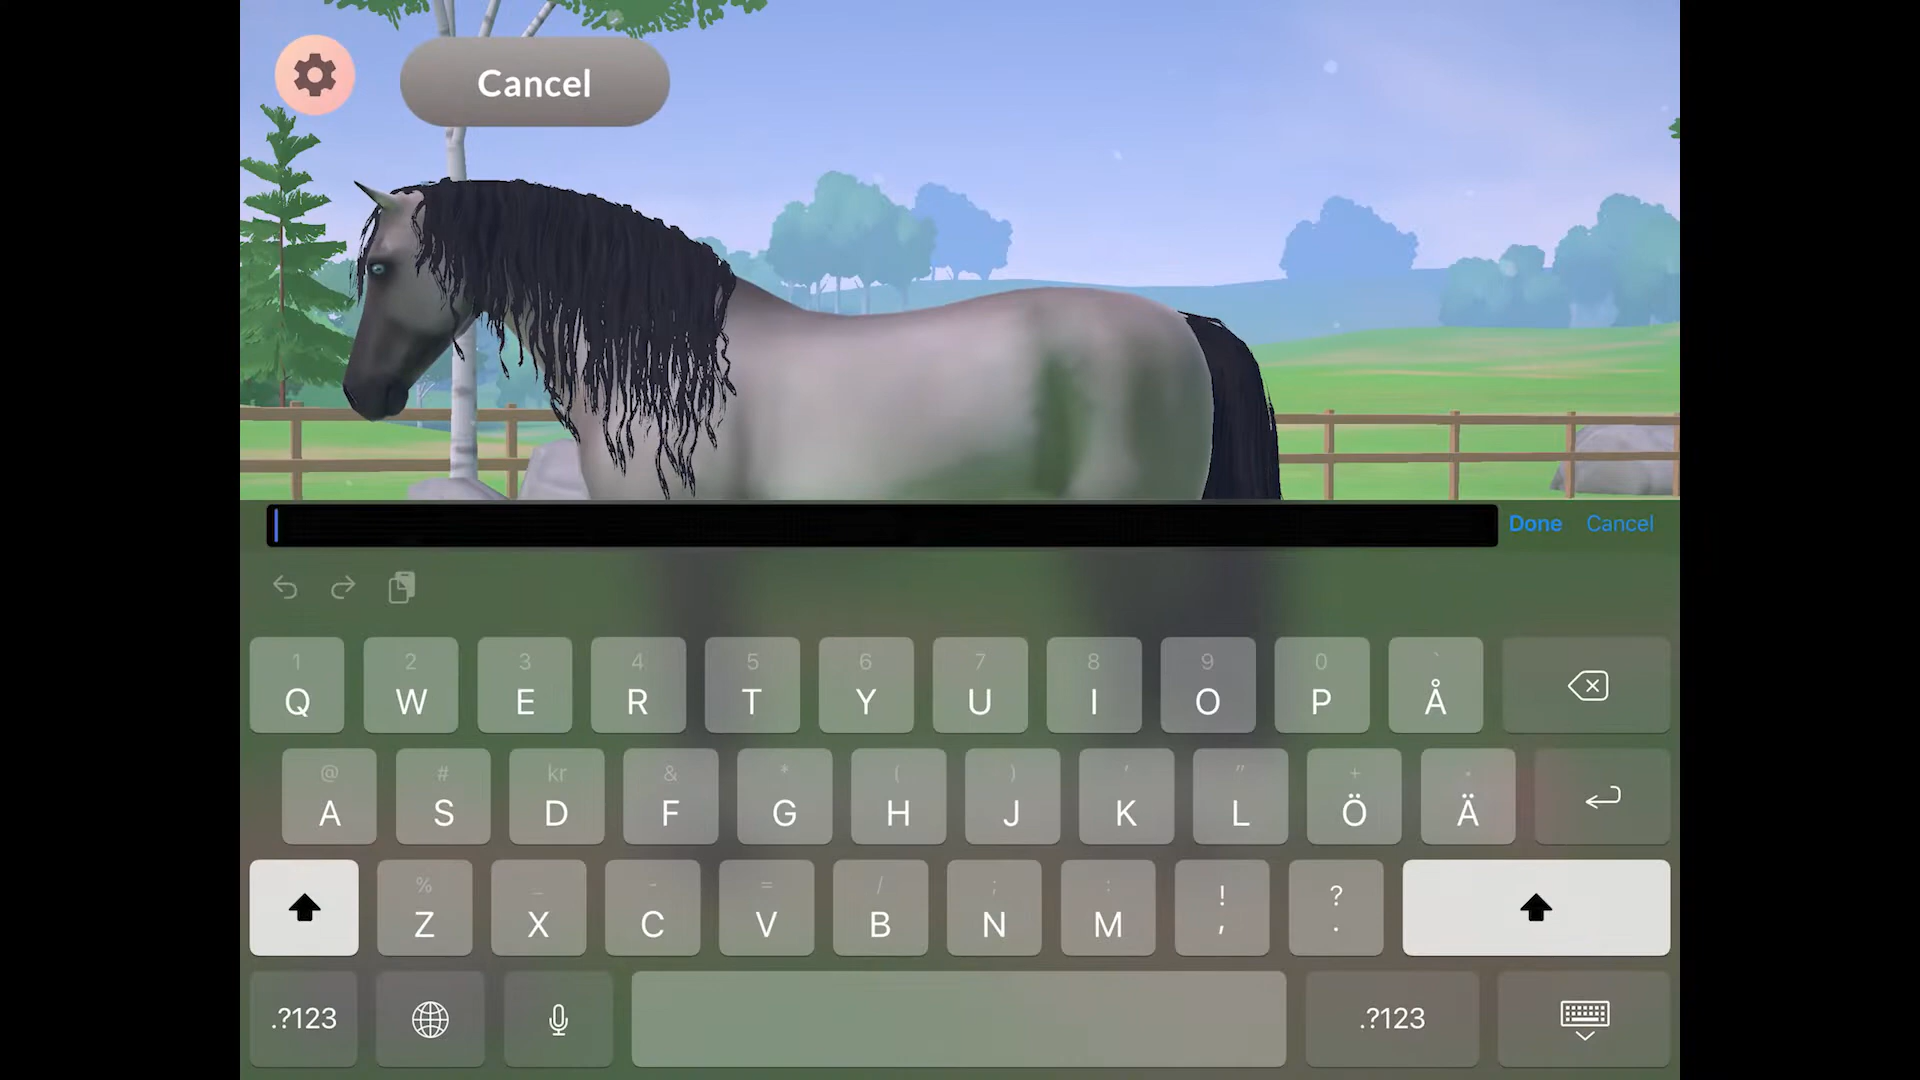 Cancel
Done Cancel
1 2 3 4 5 6 7 8 9 0 `
Q W E R T Y U I O P Å
@ # kr & * ( ) ' " +
A S D F G H J K L Ö Ä
% _ - = / ; : ! ?
Z X C V B N M , .
.?123 .?123